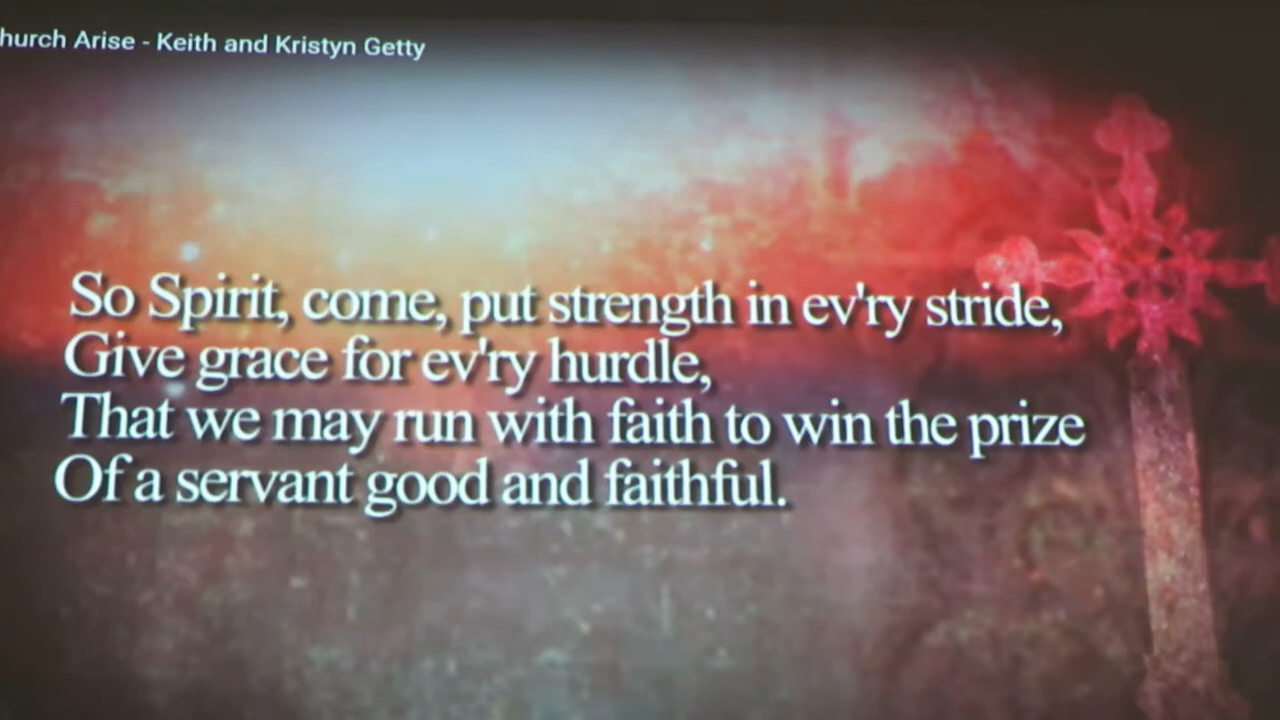 hurch Arise - Keith and Kristyn Getty
So Spirit, come, put strength in ev'ry stride,
Give grace for ev'ry hurdle,
That we may run with faith to win the prize
Of a servant good and faithful.